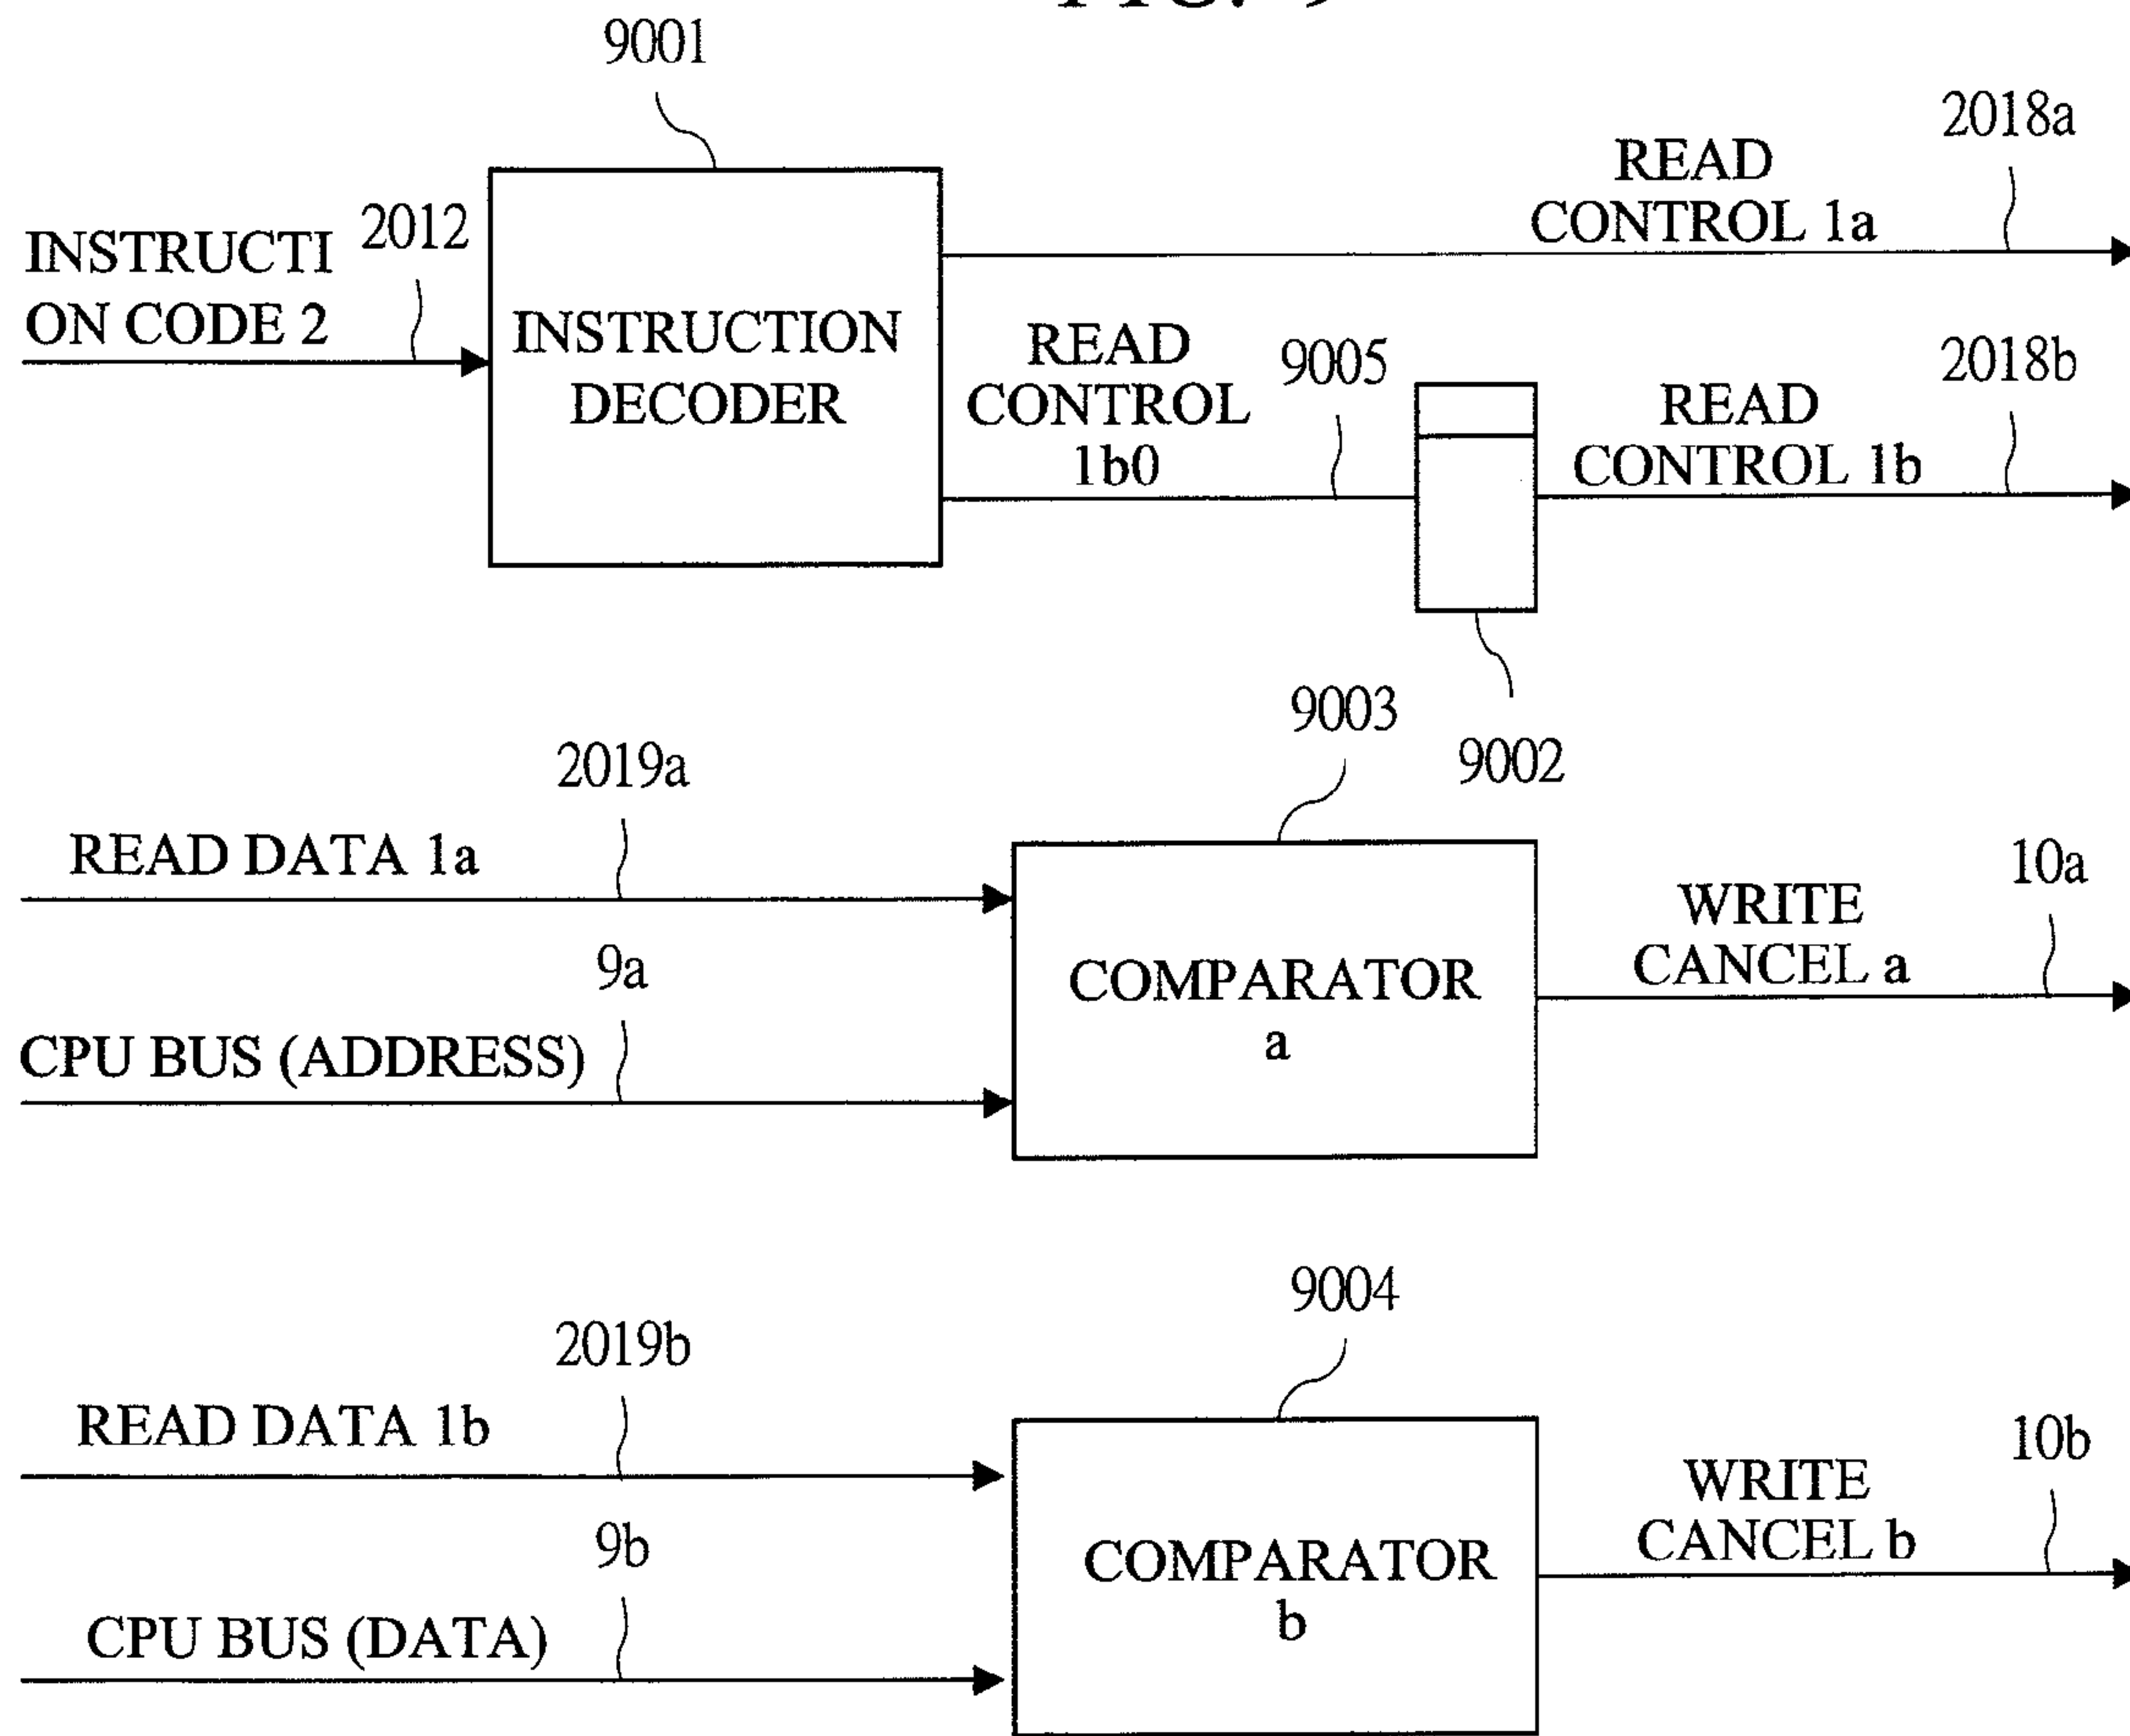 9001
2018a
READ
CONTROL 1a
INSTRUCTI
ON CODE 2
2012
INSTRUCTION
DECODER
READ
CONTROL
1b0
9005
READ
CONTROL 1b
2018b
9002
9003
2019a
READ DATA 1a
9a
CPU BUS (ADDRESS)
COMPARATOR
a
WRITE
CANCEL a
10a
9004
2019b
READ DATA 1b
9b
CPU BUS (DATA)
COMPARATOR
b
WRITE
CANCEL b
10b